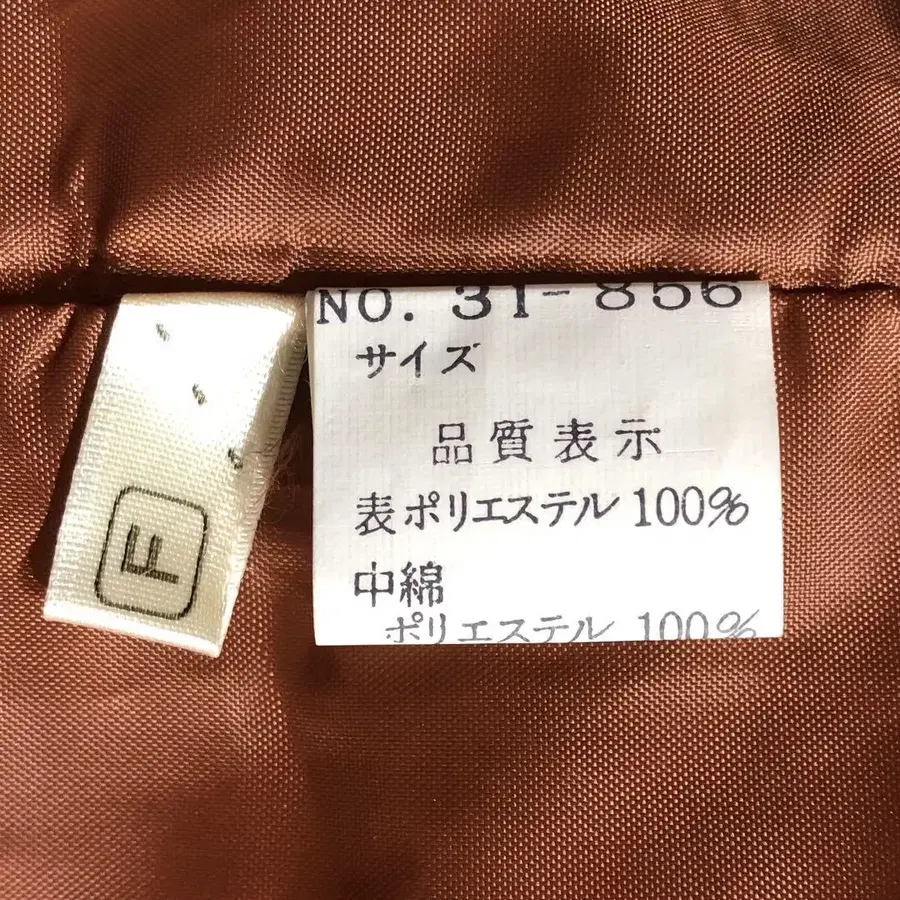 F
NO. 31-856
サイズ
品質表示
表ポリエステル 100%
中綿
ポリエステル 100%